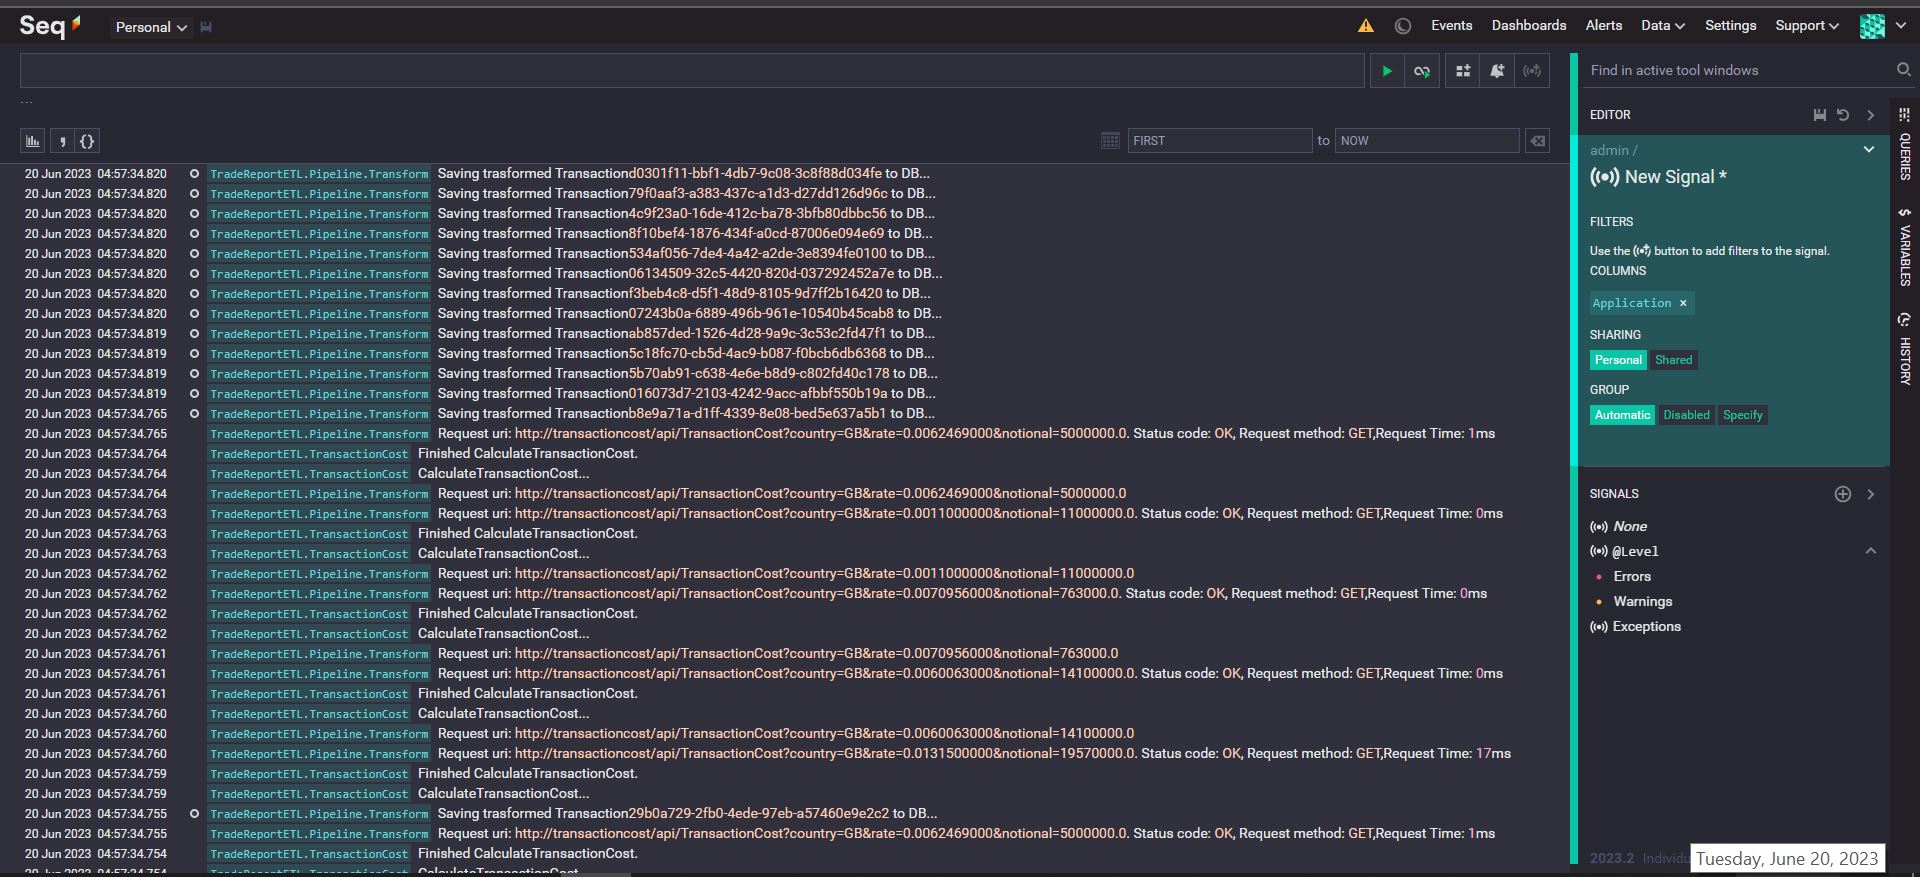 Seq
Personal
Events Dashboards Alerts Data Settings Support
...
FIRST to NOW
20 Jun 2023 04:57:34.820 TradeReportETL.Pipeline.Transform Saving trasformed Transactiond0301f11-bbf1-4db7-9c08-3c8f88d034fe to DB...
20 Jun 2023 04:57:34.820 TradeReportETL.Pipeline.Transform Saving trasformed Transaction79f0aaf3-a383-437c-a1d3-d27dd126d96c to DB...
20 Jun 2023 04:57:34.820 TradeReportETL.Pipeline.Transform Saving trasformed Transaction4c9f23a0-16de-412c-ba78-3bfb80dbbc56 to DB...
20 Jun 2023 04:57:34.820 TradeReportETL.Pipeline.Transform Saving trasformed Transaction8f10bef4-1876-434f-a0cd-87006e094e69 to DB...
20 Jun 2023 04:57:34.820 TradeReportETL.Pipeline.Transform Saving trasformed Transaction534af056-7de4-4a42-a2de-3e8394fe0100 to DB...
20 Jun 2023 04:57:34.820 TradeReportETL.Pipeline.Transform Saving trasformed Transaction06134509-32c5-4420-820d-037292452a7e to DB...
20 Jun 2023 04:57:34.820 TradeReportETL.Pipeline.Transform Saving trasformed Transactionf3beb4c8-d5f1-48d9-8105-9d7ff2b16420 to DB...
20 Jun 2023 04:57:34.820 TradeReportETL.Pipeline.Transform Saving trasformed Transaction07243b0a-6889-496b-961e-10540b45cab8 to DB...
20 Jun 2023 04:57:34.819 TradeReportETL.Pipeline.Transform Saving trasformed Transactionab857ded-1526-4d28-9a9c-3c53c2fd47f1 to DB...
20 Jun 2023 04:57:34.819 TradeReportETL.Pipeline.Transform Saving trasformed Transaction5c18fc70-cb5d-4ac9-b087-f0bcb6db6368 to DB...
20 Jun 2023 04:57:34.819 TradeReportETL.Pipeline.Transform Saving trasformed Transaction5b70ab91-c638-4e6e-b8d9-c802fd40c178 to DB...
20 Jun 2023 04:57:34.819 TradeReportETL.Pipeline.Transform Saving trasformed Transaction016073d7-2103-4242-9acc-afbbf550b19a to DB...
20 Jun 2023 04:57:34.765 TradeReportETL.Pipeline.Transform Saving trasformed Transactionb8e9a71a-d1ff-4339-8e08-bed5e637a5b1 to DB...
20 Jun 2023 04:57:34.765 TradeReportETL.Pipeline.Transform Request uri: http://transactioncost/api/TransactionCost?country=GB&rate=0.0062469000&notional=5000000.0. Status code: OK, Request method: GET,Request Time: 1ms
20 Jun 2023 04:57:34.764 TradeReportETL.TransactionCost Finished CalculateTransactionCost.
20 Jun 2023 04:57:34.764 TradeReportETL.TransactionCost CalculateTransactionCost...
20 Jun 2023 04:57:34.764 TradeReportETL.Pipeline.Transform Request uri: http://transactioncost/api/TransactionCost?country=GB&rate=0.0062469000&notional=5000000.0
20 Jun 2023 04:57:34.763 TradeReportETL.Pipeline.Transform Request uri: http://transactioncost/api/TransactionCost?country=GB&rate=0.0011000000&notional=11000000.0. Status code: OK, Request method: GET,Request Time: 0ms
20 Jun 2023 04:57:34.763 TradeReportETL.TransactionCost Finished CalculateTransactionCost.
20 Jun 2023 04:57:34.763 TradeReportETL.TransactionCost CalculateTransactionCost...
20 Jun 2023 04:57:34.762 TradeReportETL.Pipeline.Transform Request uri: http://transactioncost/api/TransactionCost?country=GB&rate=0.0011000000&notional=11000000.0
20 Jun 2023 04:57:34.762 TradeReportETL.Pipeline.Transform Request uri: http://transactioncost/api/TransactionCost?country=GB&rate=0.0070956000&notional=763000.0. Status code: OK, Request method: GET,Request Time: 0ms
20 Jun 2023 04:57:34.762 TradeReportETL.TransactionCost Finished CalculateTransactionCost.
20 Jun 2023 04:57:34.762 TradeReportETL.TransactionCost CalculateTransactionCost...
20 Jun 2023 04:57:34.761 TradeReportETL.Pipeline.Transform Request uri: http://transactioncost/api/TransactionCost?country=GB&rate=0.0070956000&notional=763000.0
20 Jun 2023 04:57:34.761 TradeReportETL.Pipeline.Transform Request uri: http://transactioncost/api/TransactionCost?country=GB&rate=0.0060063000&notional=14100000.0. Status code: OK, Request method: GET,Request Time: 0ms
20 Jun 2023 04:57:34.761 TradeReportETL.TransactionCost Finished CalculateTransactionCost.
20 Jun 2023 04:57:34.760 TradeReportETL.TransactionCost CalculateTransactionCost...
20 Jun 2023 04:57:34.760 TradeReportETL.Pipeline.Transform Request uri: http://transactioncost/api/TransactionCost?country=GB&rate=0.0060063000&notional=14100000.0
20 Jun 2023 04:57:34.760 TradeReportETL.Pipeline.Transform Request uri: http://transactioncost/api/TransactionCost?country=GB&rate=0.0131500000&notional=19570000.0. Status code: OK, Request method: GET,Request Time: 17ms
20 Jun 2023 04:57:34.759 TradeReportETL.TransactionCost Finished CalculateTransactionCost.
20 Jun 2023 04:57:34.759 TradeReportETL.TransactionCost CalculateTransactionCost...
20 Jun 2023 04:57:34.755 TradeReportETL.Pipeline.Transform Saving trasformed Transaction29b0a729-2fb0-4ede-97eb-a57460e9e2c2 to DB...
20 Jun 2023 04:57:34.755 TradeReportETL.Pipeline.Transform Request uri: http://transactioncost/api/TransactionCost?country=GB&rate=0.0062469000&notional=5000000.0. Status code: OK, Request method: GET,Request Time: 1ms
20 Jun 2023 04:57:34.754 TradeReportETL.TransactionCost Finished CalculateTransactionCost.
20 Jun 2023 04:57:34.754 TradeReportETL.TransactionCost CalculateTransactionCost
Find in active tool windows
EDITOR
admin /
New Signal *
FILTERS
Use the button to add filters to the signal.
COLUMNS
Application ×
SHARING
Personal Shared
GROUP
Automatic Disabled Specify
SIGNALS
None
@Level
Errors
Warnings
Exceptions
2023.2 Individu
Tuesday, June 20, 2023
QUERIES
$ VARIABLES
HISTORY